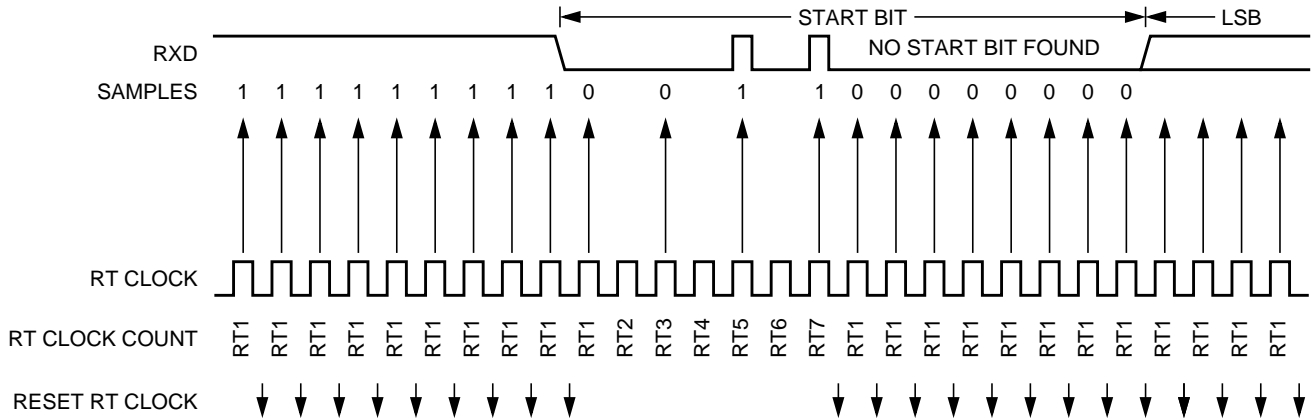 START BIT LSB
RXD NO START BIT FOUND
SAMPLES 1 1 1 1 1 1 1 1 1 0 0 1 1 0 0 0 0 0 0 0 0
RT CLOCK
RT CLOCK COUNT RT1 RT1 RT1 RT1 RT1 RT1 RT1 RT1 RT1 RT1 RT2 RT3 RT4 RT5 RT6 RT7 RT1 RT1 RT1 RT1 RT1 RT1 RT1 RT1 RT1 RT1 RT1 RT1
RESET RT CLOCK